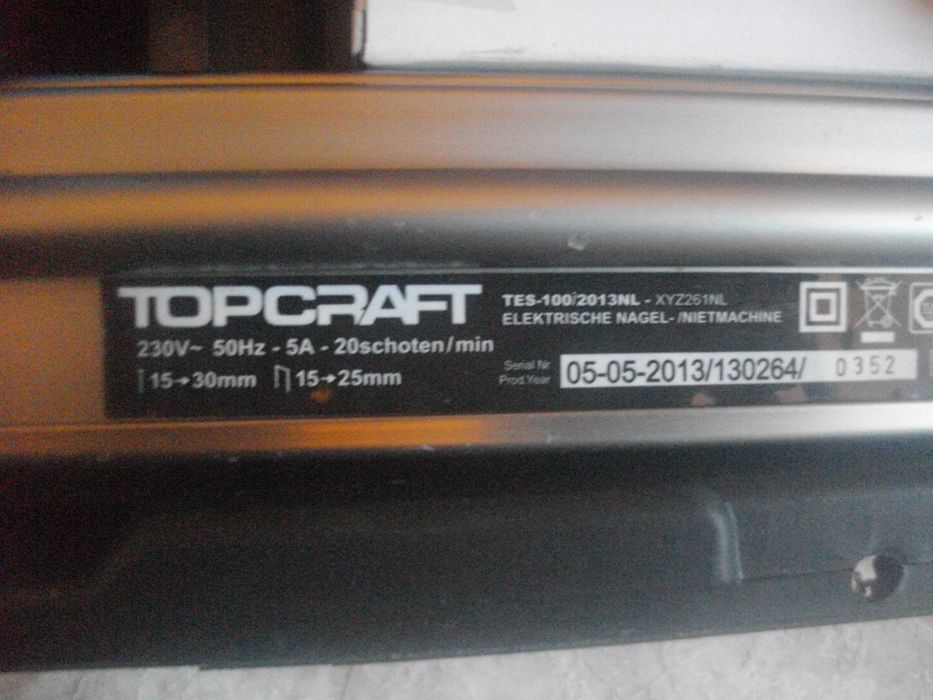 TOPCRAFT
230V~ 50Hz - 5A - 20schoten/min
15→30mm 15→25mm
TES-100/2013NL - XYZ261NL
ELEKTRISCHE NAGEL- /NIETMACHINE
Serial Nr
Prod.Year
05-05-2013/130264/ 0352